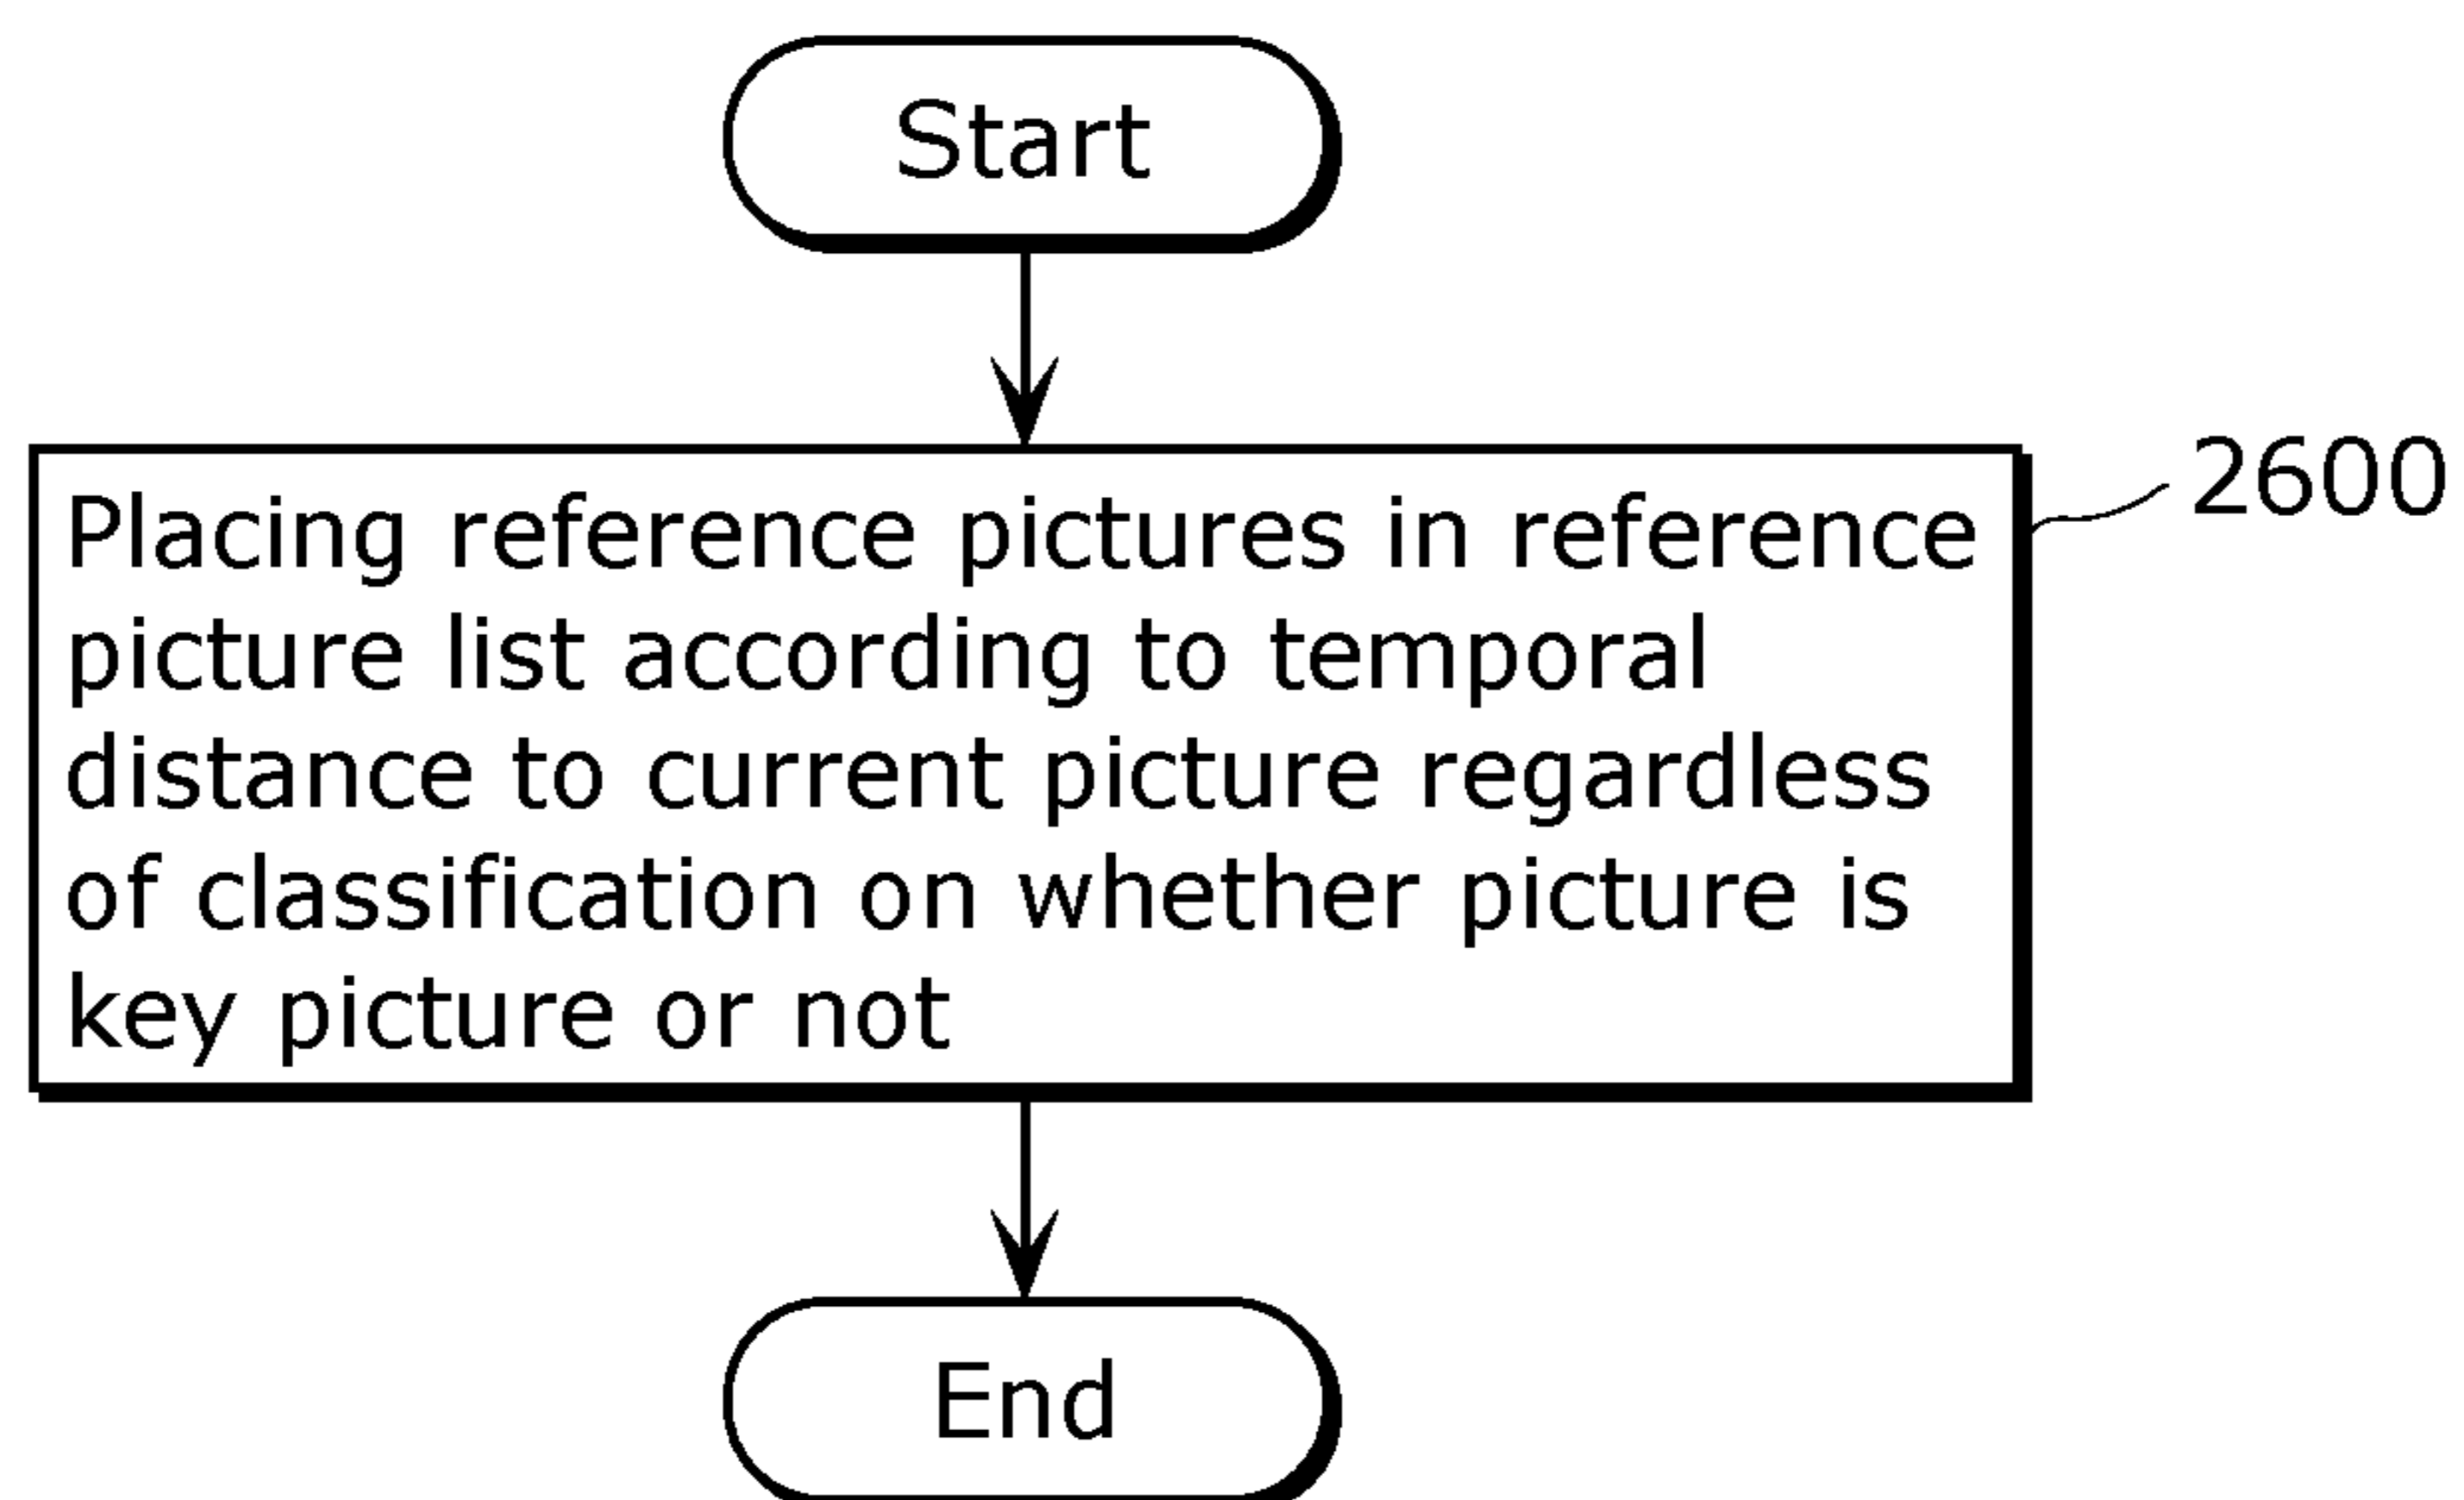 Start
Placing reference pictures in reference
2600
picture list according to temporal
distance to current picture regardless
of classification on whether picture is
key picture or not
End